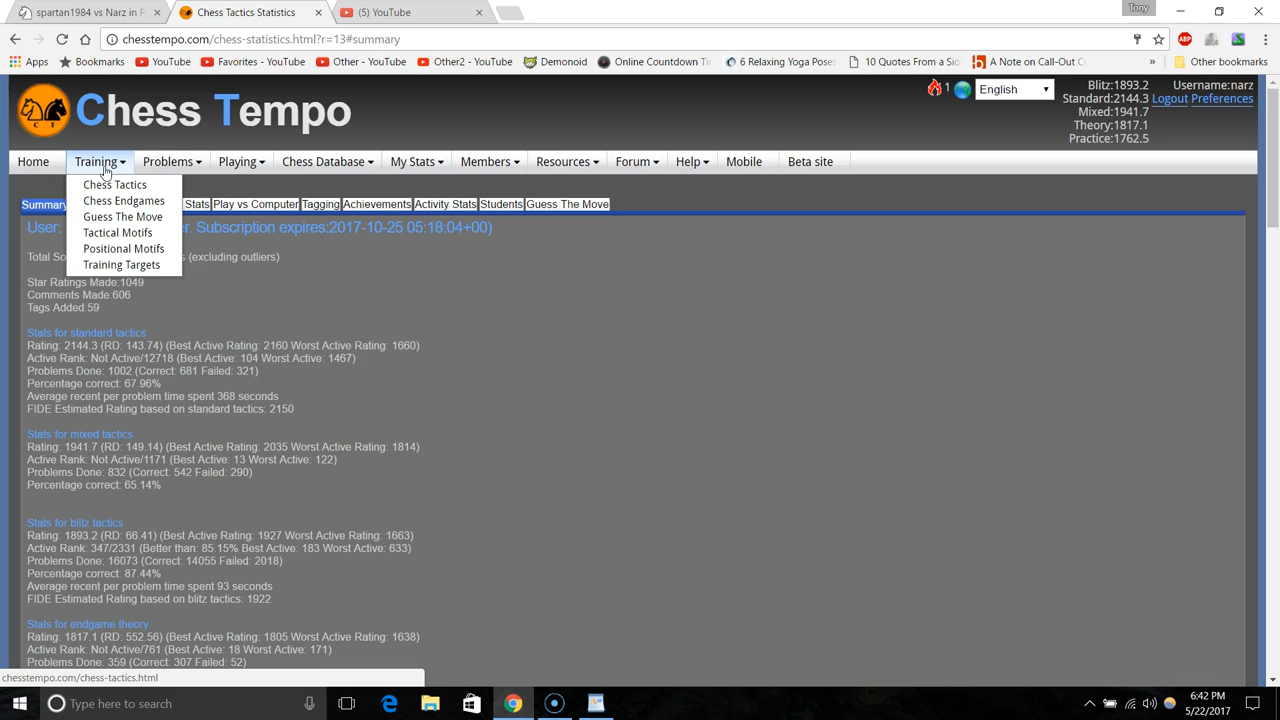 spartan1984 vs Narz in
Chess Tactics Statistics
(5) YouTube
Tony
chesstempo.com/chess-statistics.html?r=13#summary
Apps Bookmarks YouTube Favorites - YouTube Other - YouTube Other2 - YouTube Demonoid Online Countdown 6 Relaxing Yoga Pose 10 Quotes From a A Note on Call-Out » Other bookmarks
Chess Tempo
1 English
Blitz:1893.2 Username:narz
Standard:2144.3 Logout Preferences
Mixed:1941.7
Theory:1817.1
Practice:1762.5
Home Training Problems Playing Chess Database My Stats Members Resources Forum Help Mobile Beta site
Chess Tactics
Chess Endgames
Guess The Move
Tactical Motifs
Positional Motifs
Training Targets
Summary Stats Play vs Computer Tagging Achievements Activity Stats Students Guess The Move
User: er. Subscription expires:2017-10-25 05:18:04+00)
Total So (excluding outliers)
Star Ratings Made:1049
Comments Made:606
Tags Added:59
Stats for standard tactics
Rating: 2144.3 (RD: 143.74) (Best Active Rating: 2160 Worst Active Rating: 1660)
Active Rank: Not Active/12718 (Best Active: 104 Worst Active: 1467)
Problems Done: 1002 (Correct: 681 Failed: 321)
Percentage correct: 67.96%
Average recent per problem time spent 368 seconds
FIDE Estimated Rating based on standard tactics: 2150
Stats for mixed tactics
Rating: 1941.7 (RD: 149.14) (Best Active Rating: 2035 Worst Active Rating: 1814)
Active Rank: Not Active/1171 (Best Active: 13 Worst Active: 122)
Problems Done: 832 (Correct: 542 Failed: 290)
Percentage correct: 65.14%
Stats for blitz tactics
Rating: 1893.2 (RD: 66.41) (Best Active Rating: 1927 Worst Active Rating: 1663)
Active Rank: 347/2331 (Better than: 85.15% Best Active: 183 Worst Active: 633)
Problems Done: 16073 (Correct: 14055 Failed: 2018)
Percentage correct: 87.44%
Average recent per problem time spent 93 seconds
FIDE Estimated Rating based on blitz tactics: 1922
Stats for endgame theory
Rating: 1817.1 (RD: 552.56) (Best Active Rating: 1805 Worst Active Rating: 1638)
Active Rank: Not Active/761 (Best Active: 18 Worst Active: 171)
Problems Done: 359 (Correct: 307 Failed: 52)
chesstempo.com/chess-tactics.html
Type here to search
6:42 PM
5/22/2017